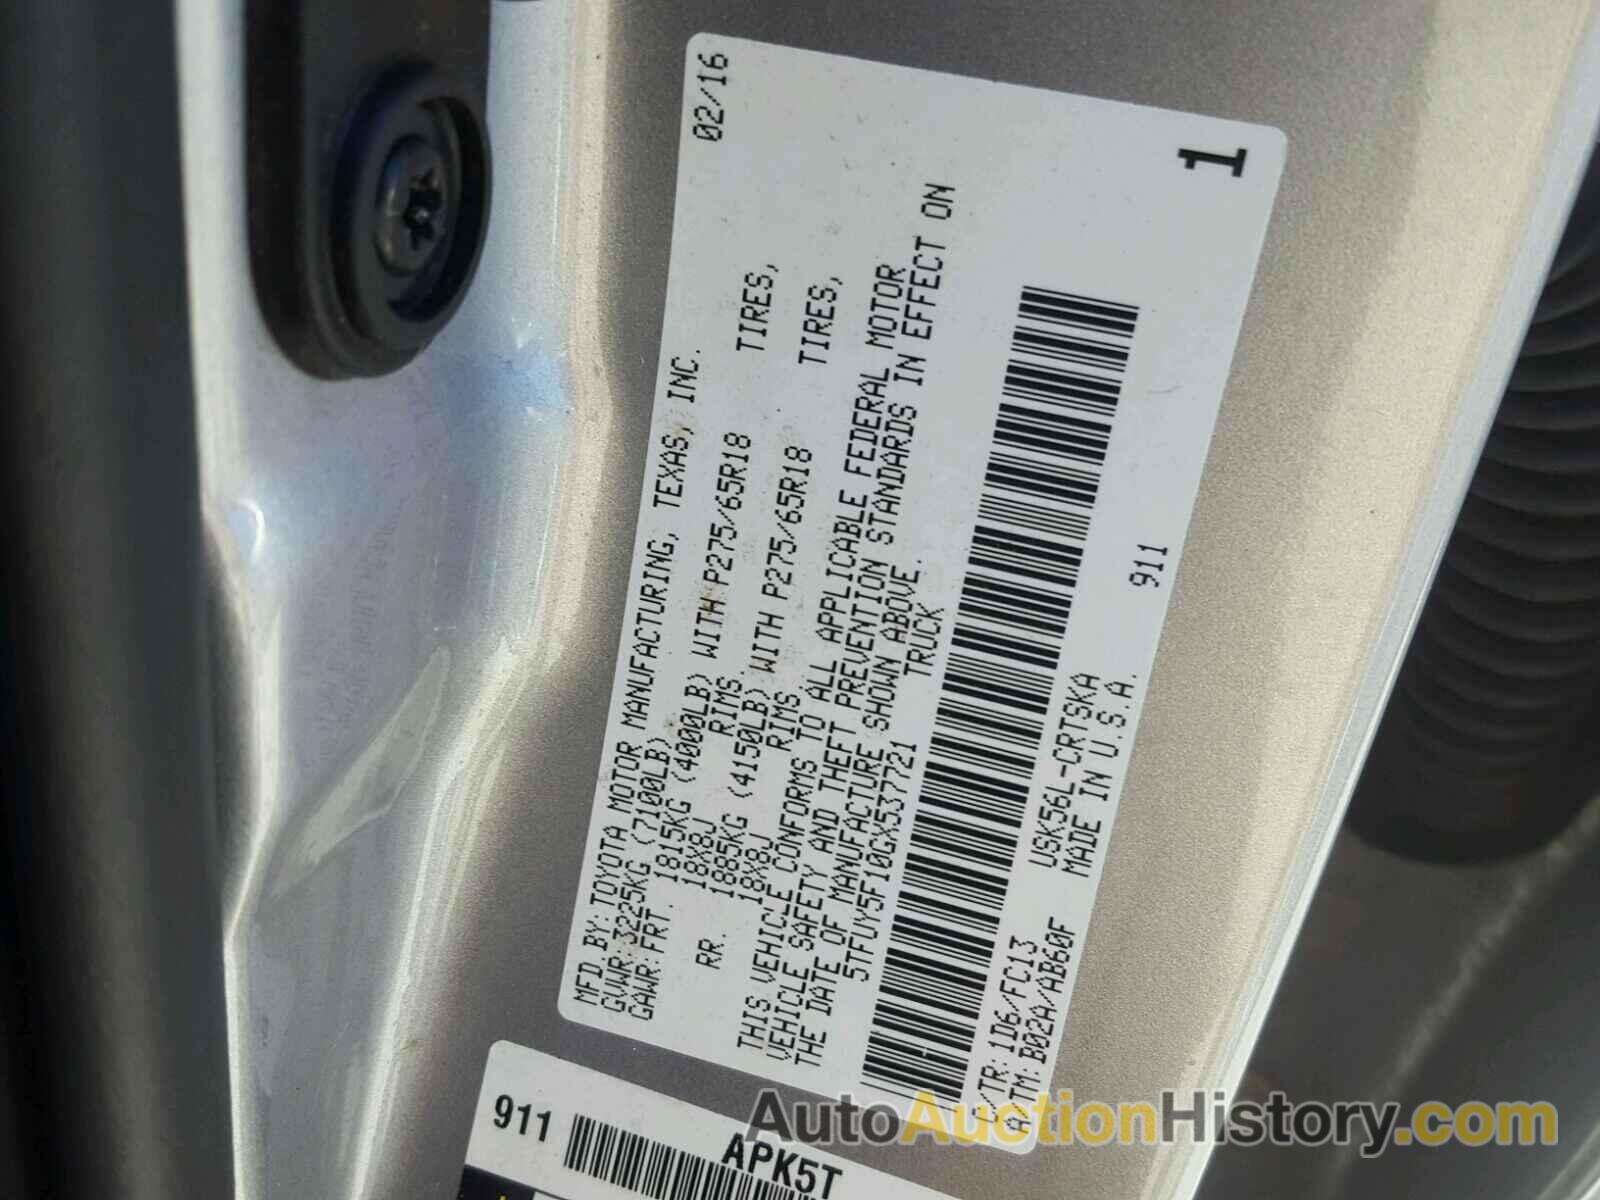 MFD.BY:TOYOTA MOTOR MANUFACTURING, TEXAS, INC. 02/16
GVWR:3225KG (7100LB)
GAWR:FRT. 1815KG (4000LB) WITH P275/65R18 TIRES,
18X8J RIMS
RR. 1885KG (4150LB) WITH P275/65R18 TIRES,
18X8J RIMS.
THIS VEHICLE CONFORMS TO ALL APPLICABLE FEDERAL MOTOR
VEHICLE SAFETY AND THEFT PREVENTION STANDARDS IN EFFECT ON
THE DATE OF MANUFACTURE SHOWN ABOVE.
5TFUY5F10GX537721 TRUCK
C/TR:1D6/FC13 USK56L-CRTSKA 911
A/TM:B02A/AB60F MADE IN U.S.A.
1
911 APK5T
AutoAuctionHistory.com